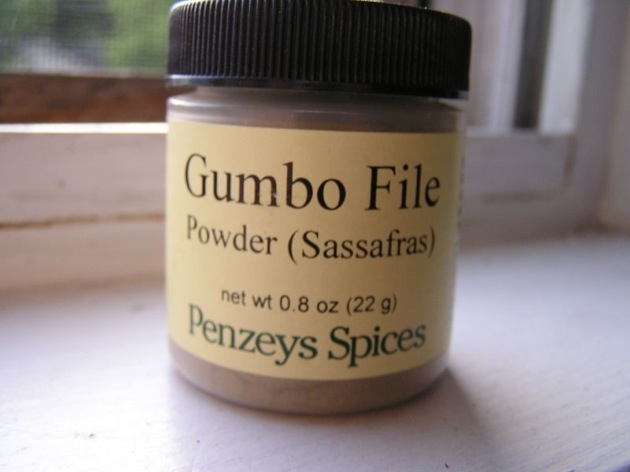 Gumbo File
Powder (Sassafras)
net wt 0.8 oz (22 g)
Penzeys Spices